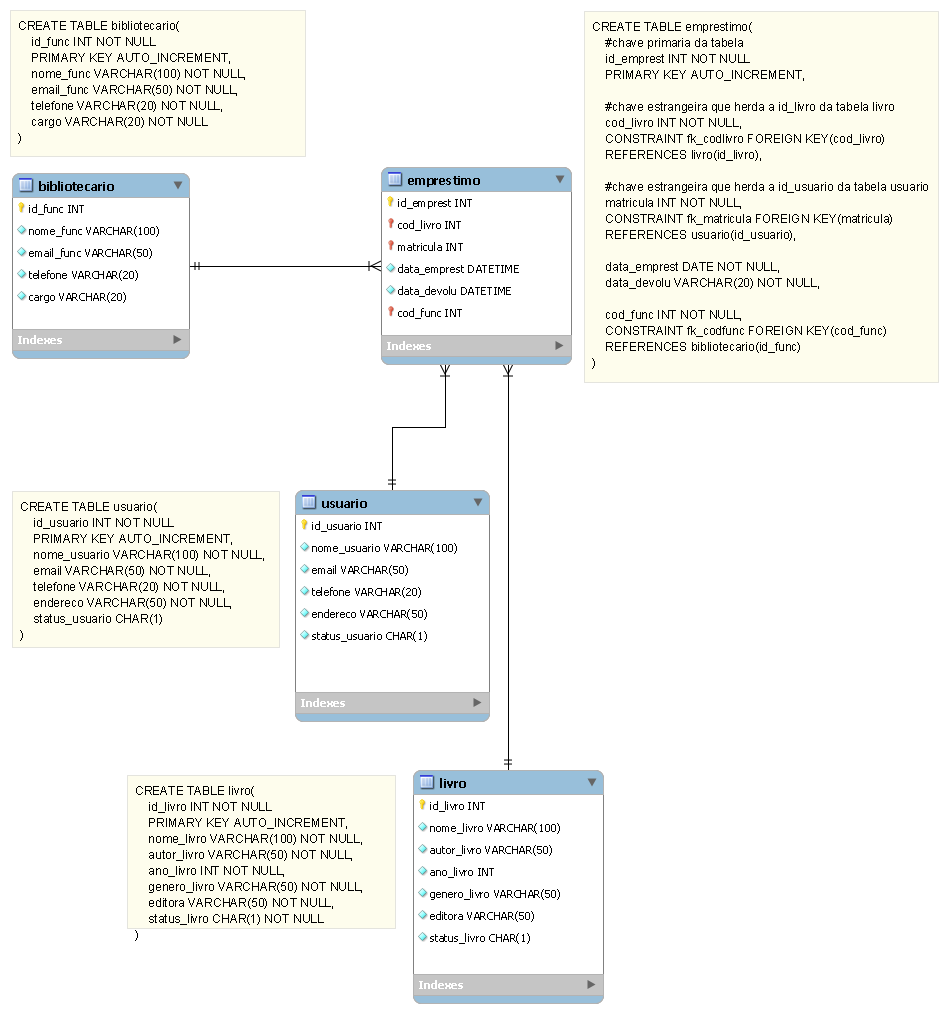 CREATE TABLE bibliotecario(
id_func INT NOT NULL
PRIMARY KEY AUTO_INCREMENT,
nome_func VARCHAR(100) NOT NULL,
email_func VARCHAR(50) NOT NULL,
telefone VARCHAR(20) NOT NULL,
cargo VARCHAR(20) NOT NULL
)
CREATE TABLE emprestimo(
#chave primaria da tabela
id_emprest INT NOT NULL
PRIMARY KEY AUTO_INCREMENT,
#chave estrangeira que herda a id_livro da tabela livro
cod_livro INT NOT NULL,
CONSTRAINT fk_codlivro FOREIGN KEY(cod_livro)
REFERENCES livro(id_livro),
#chave estrangeira que herda a id_usuario da tabela usuario
matricula INT NOT NULL,
CONSTRAINT fk_matricula FOREIGN KEY(matricula)
REFERENCES usuario(id_usuario),
data_emprest DATE NOT NULL,
data_devolu VARCHAR(20) NOT NULL,
cod_func INT NOT NULL,
CONSTRAINT fk_codfunc FOREIGN KEY(cod_func)
REFERENCES bibliotecario(id_func)
)
bibliotecario
id_func INT
nome_func VARCHAR(100)
email_func VARCHAR(50)
telefone VARCHAR(20)
cargo VARCHAR(20)
Indexes
emprestimo
id_emprest INT
cod_livro INT
matricula INT
data_emprest DATETIME
data_devolu DATETIME
cod_func INT
Indexes
CREATE TABLE usuario(
id_usuario INT NOT NULL
PRIMARY KEY AUTO_INCREMENT,
nome_usuario VARCHAR(100) NOT NULL,
email VARCHAR(50) NOT NULL,
telefone VARCHAR(20) NOT NULL,
endereco VARCHAR(50) NOT NULL,
status_usuario CHAR(1)
)
usuario
id_usuario INT
nome_usuario VARCHAR(100)
email VARCHAR(50)
telefone VARCHAR(20)
endereco VARCHAR(50)
status_usuario CHAR(1)
Indexes
CREATE TABLE livro(
id_livro INT NOT NULL
PRIMARY KEY AUTO_INCREMENT,
nome_livro VARCHAR(100) NOT NULL,
autor_livro VARCHAR(50) NOT NULL,
ano_livro INT NOT NULL,
genero_livro VARCHAR(50) NOT NULL,
editora VARCHAR(50) NOT NULL,
status_livro CHAR(1) NOT NULL
)
livro
id_livro INT
nome_livro VARCHAR(100)
autor_livro VARCHAR(50)
ano_livro INT
genero_livro VARCHAR(50)
editora VARCHAR(50)
status_livro CHAR(1)
Indexes